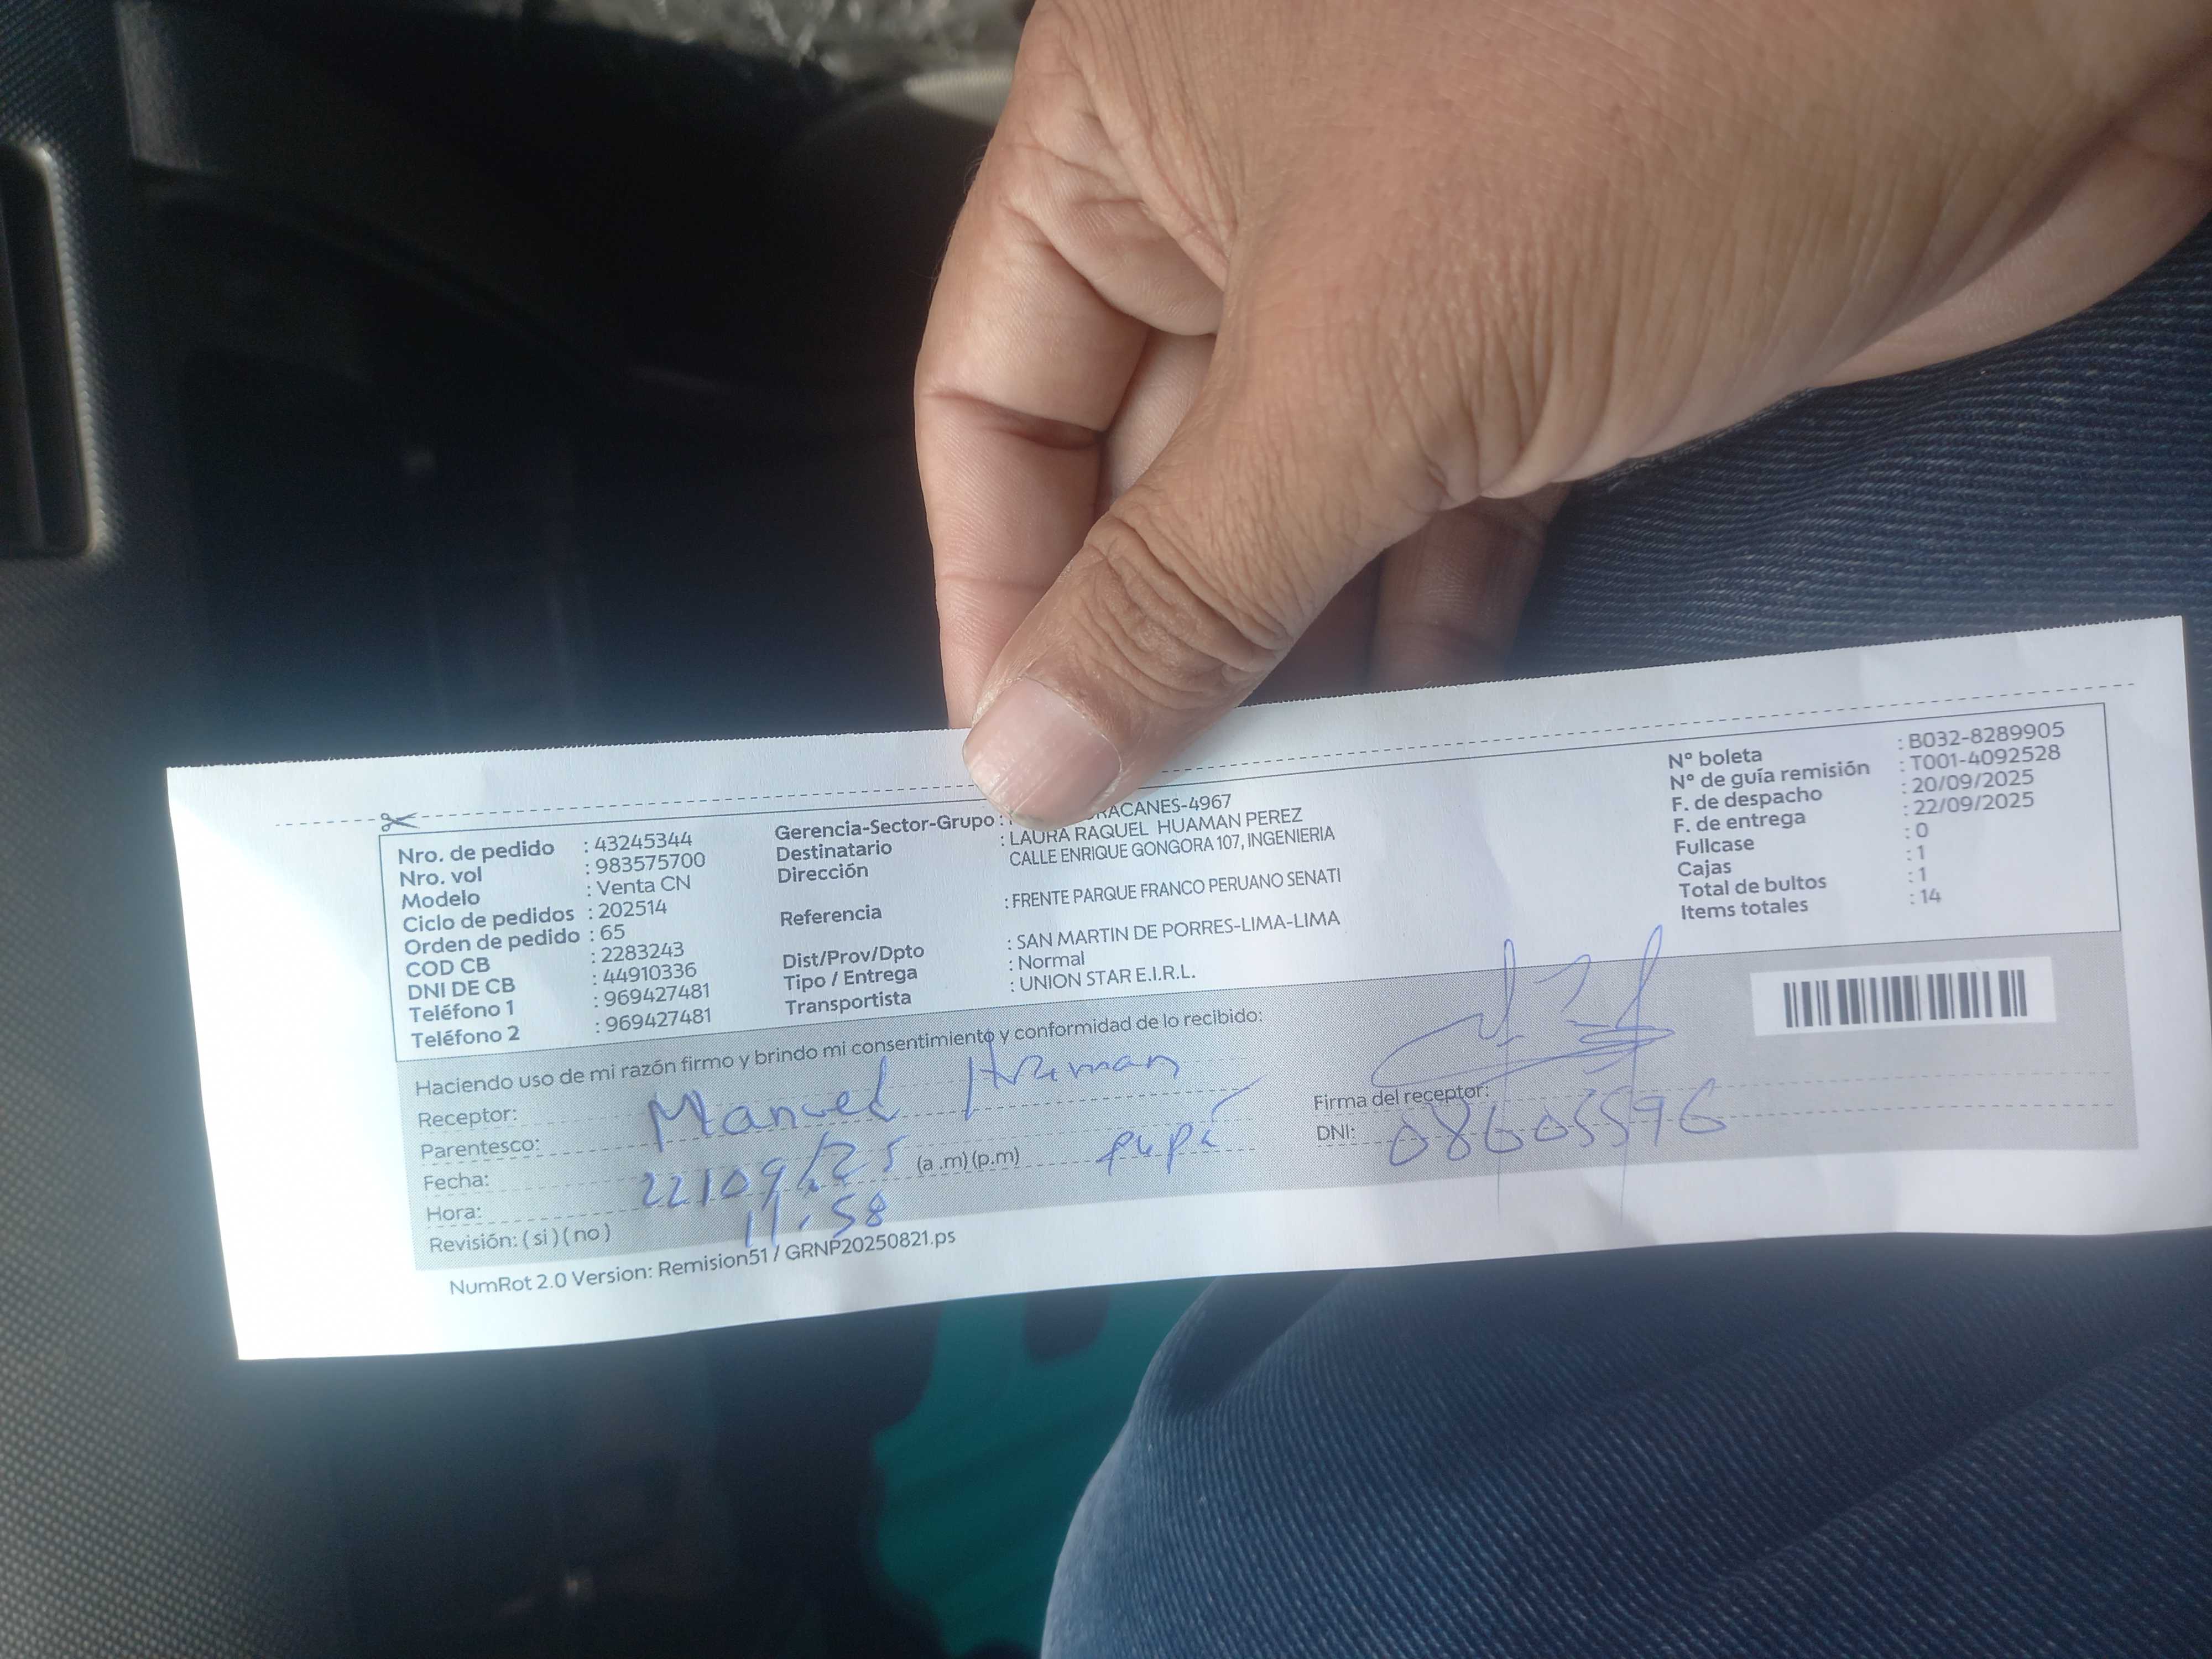 Nro. de pedido : 43245344
Nro. vol : 983575700
Modelo : Venta CN
Ciclo de pedidos : 202514
Orden de pedido : 65
COD CB : 2283243
DNI DE CB : 44910336
Teléfono 1 : 969427481
Teléfono 2 : 969427481
Gerencia-Sector-Grupo : RACANES-4967
Destinatario : LAURA RAQUEL HUAMAN PEREZ
Dirección CALLE ENRIQUE GONGORA 107, INGENIERIA
Referencia : FRENTE PARQUE FRANCO PERUANO SENATI
Dist/Prov/Dpto : SAN MARTIN DE PORRES-LIMA-LIMA
Tipo / Entrega : Normal
Transportista : UNION STAR E.I.R.L.
N° boleta : B032-8289905
N° de guía remisión : T001-4092528
F. de despacho : 20/09/2025
F. de entrega : 22/09/2025
Fullcase : 0
Cajas : 1
Total de bultos : 1
Items totales : 14
Haciendo uso de mi razón firmo y brindo mi consentimiento y conformidad de lo recibido:
Receptor: Manuel Huaman
Parentesco: papá
Fecha: 22/09/25 (a .m) (p.m)
Hora: 11:58
Revisión: ( si ) ( no )
Firma del receptor:
DNI: 08605596
NumRot 2.0 Version: Remision51 / GRNP20250821.ps